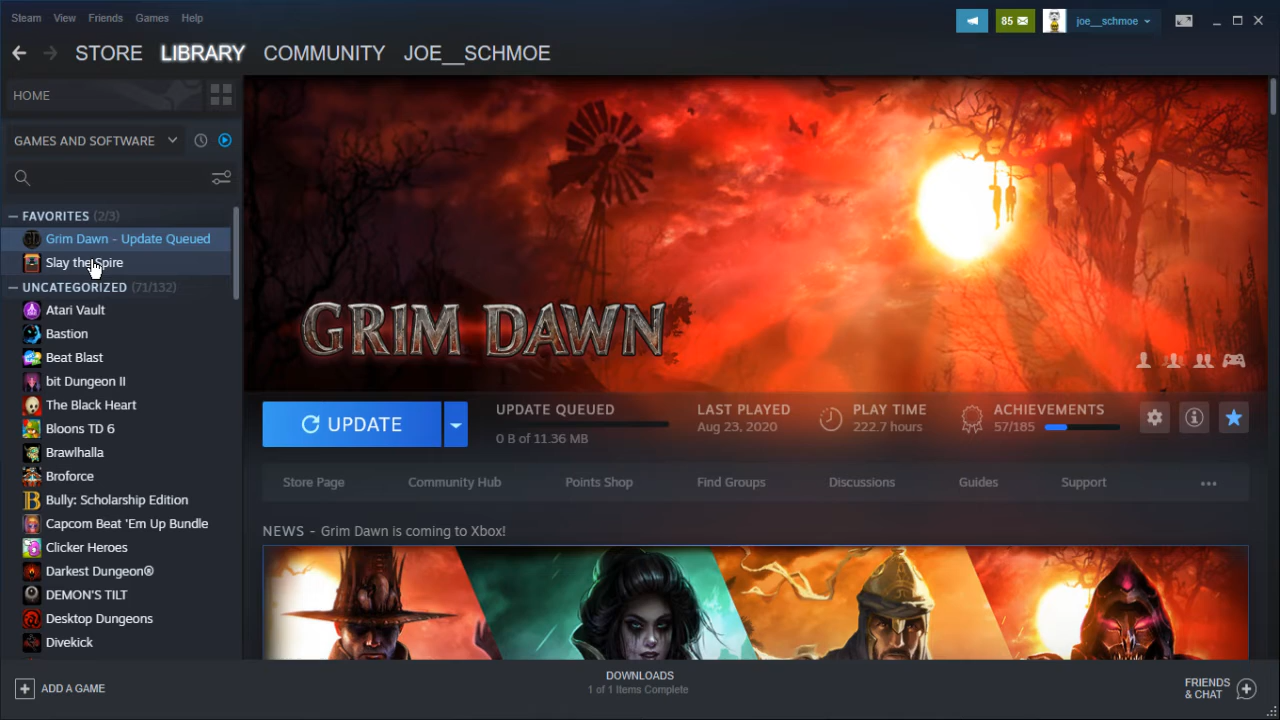 Steam View Friends Games Help
85
joe__schmoe
STORE LIBRARY COMMUNITY JOE__SCHMOE
HOME
GAMES AND SOFTWARE
FAVORITES (2/3)
Grim Dawn - Update Queued
Slay the Spire
UNCATEGORIZED (71/132)
Atari Vault
Bastion
Beat Blast
bit Dungeon II
The Black Heart
Bloons TD 6
Brawlhalla
Broforce
Bully: Scholarship Edition
Capcom Beat 'Em Up Bundle
Clicker Heroes
Darkest Dungeon®
DEMON'S TILT
Desktop Dungeons
Divekick
GRIM DAWN
UPDATE
UPDATE QUEUED
0 B of 11.36 MB
LAST PLAYED
Aug 23, 2020
PLAY TIME
222.7 hours
ACHIEVEMENTS
57/185
Store Page Community Hub Points Shop Find Groups Discussions Guides Support
NEWS - Grim Dawn is coming to Xbox!
ADD A GAME
DOWNLOADS
1 of 1 Items Complete
FRIENDS
& CHAT